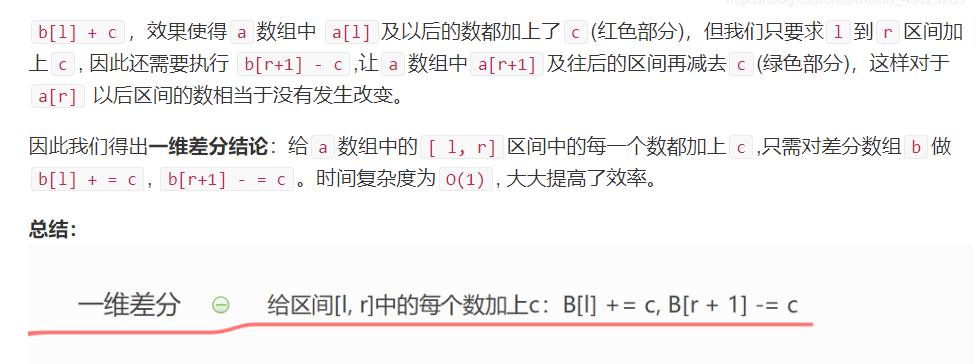 b[l] + c，效果使得 a 数组中 a[l] 及以后的数都加上了 c (红色部分)，但我们只要求 l 到 r 区间加
上 c , 因此还需要执行 b[r+1] - c ,让 a 数组中 a[r+1] 及往后的区间再减去 c (绿色部分)，这样对于
a[r] 以后区间的数相当于没有发生改变。
因此我们得出一维差分结论：给 a 数组中的 [ l, r] 区间中的每一个数都加上 c ,只需对差分数组 b 做
b[l] + = c , b[r+1] - = c 。时间复杂度为 O(1) , 大大提高了效率。
总结：
一维差分 给区间[l, r]中的每个数加上c：B[l] += c, B[r + 1] -= c